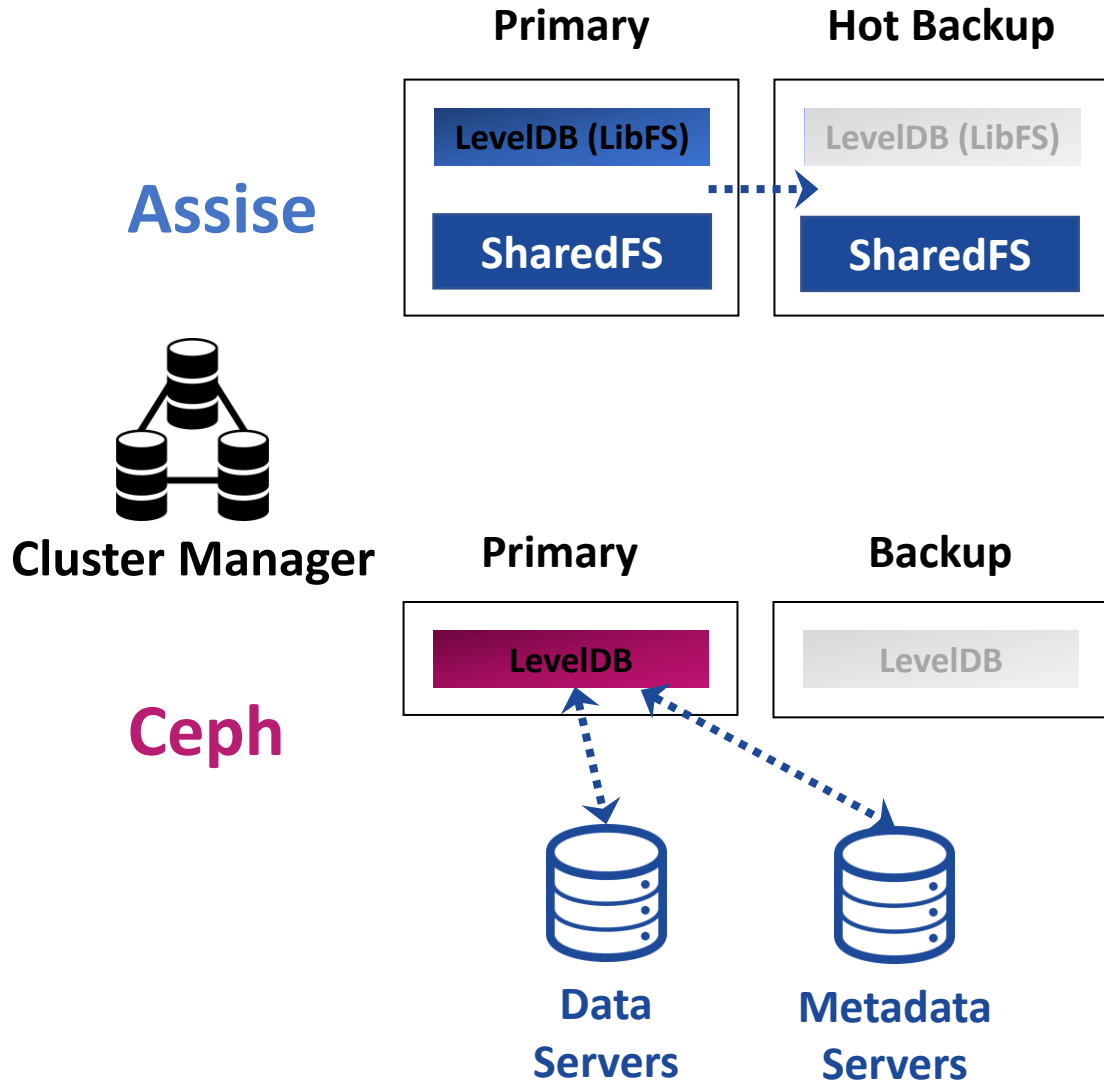 Primary
Hot Backup
LevelDB (LibFS)
LevelDB (LibFS)
Assise
SharedFS
SharedFS
Cluster Manager
Primary
Backup
LevelDB
LevelDB
Ceph
Data
Servers
Metadata
Servers